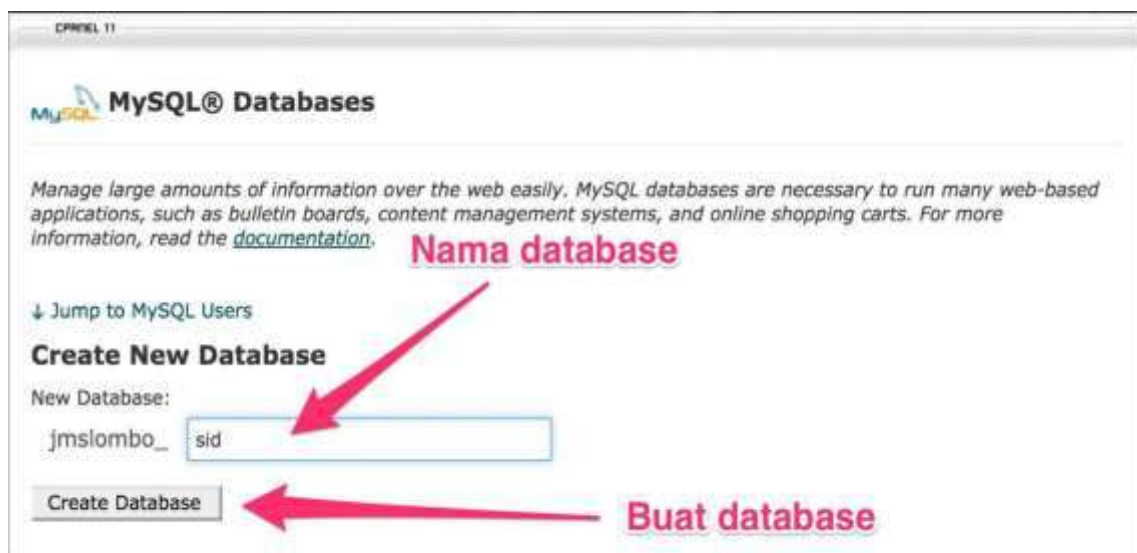 CPANEL 11
MySQL MySQL® Databases
Manage large amounts of information over the web easily. MySQL databases are necessary to run many web-based
applications, such as bulletin boards, content management systems, and online shopping carts. For more
information, read the documentation.
Nama database
↓ Jump to MySQL Users
Create New Database
New Database:
jmslombo_ sid
Create Database
Buat database